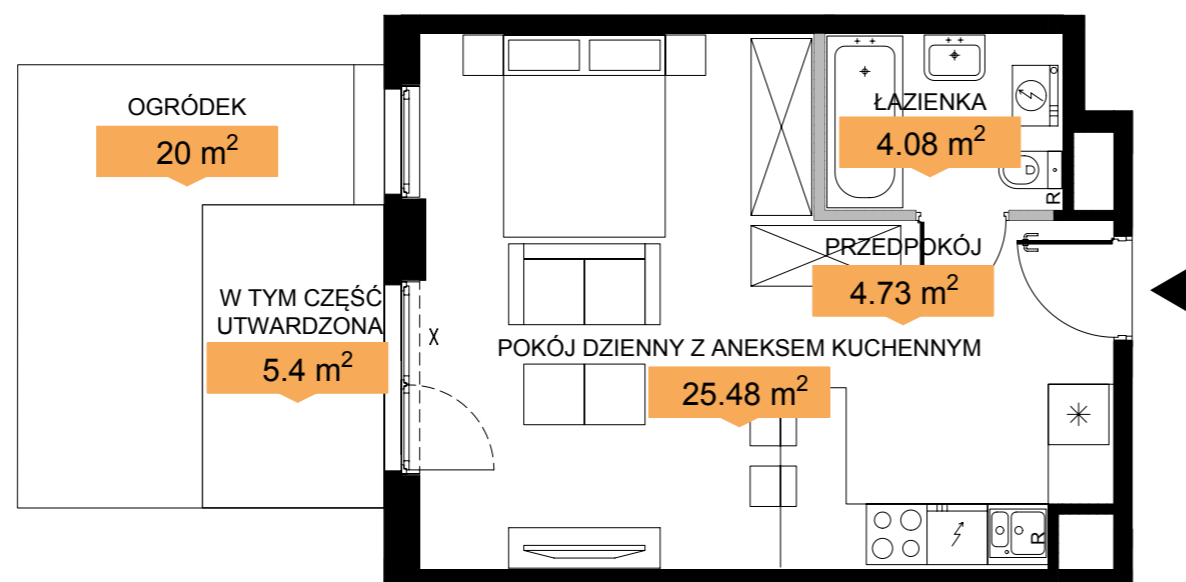 OGRÓDEK
20 m²
W TYM CZĘŚĆ
UTWARDZONA
5.4 m²
X
ŁAZIENKA
4.08 m²
R
PRZEDPOKÓJ
4.73 m²
POKÓJ DZIENNY Z ANEKSEM KUCHENNYM
25.48 m²
R